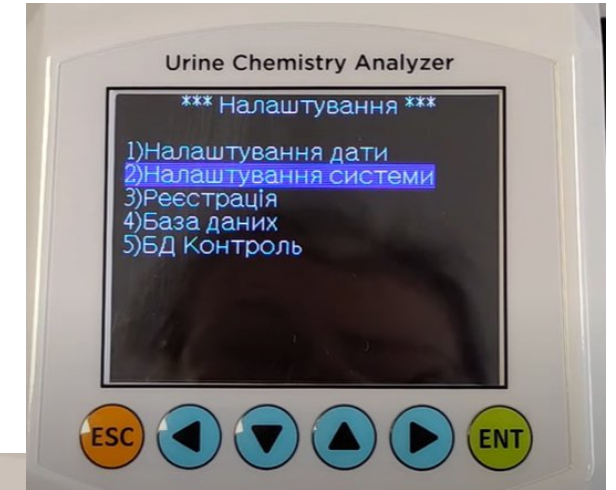 Urine Chemistry Analyzer
*** Налаштування ***
1)Налаштування дати
2)Налаштування системи
3)Реєстрація
4)База даних
5)БД Контроль
ESC ENT